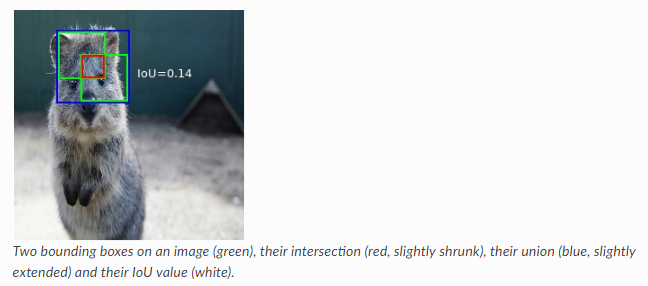 IoU=0.14
Two bounding boxes on an image (green), their intersection (red, slightly shrunk), their union (blue, slightly
extended) and their IoU value (white).